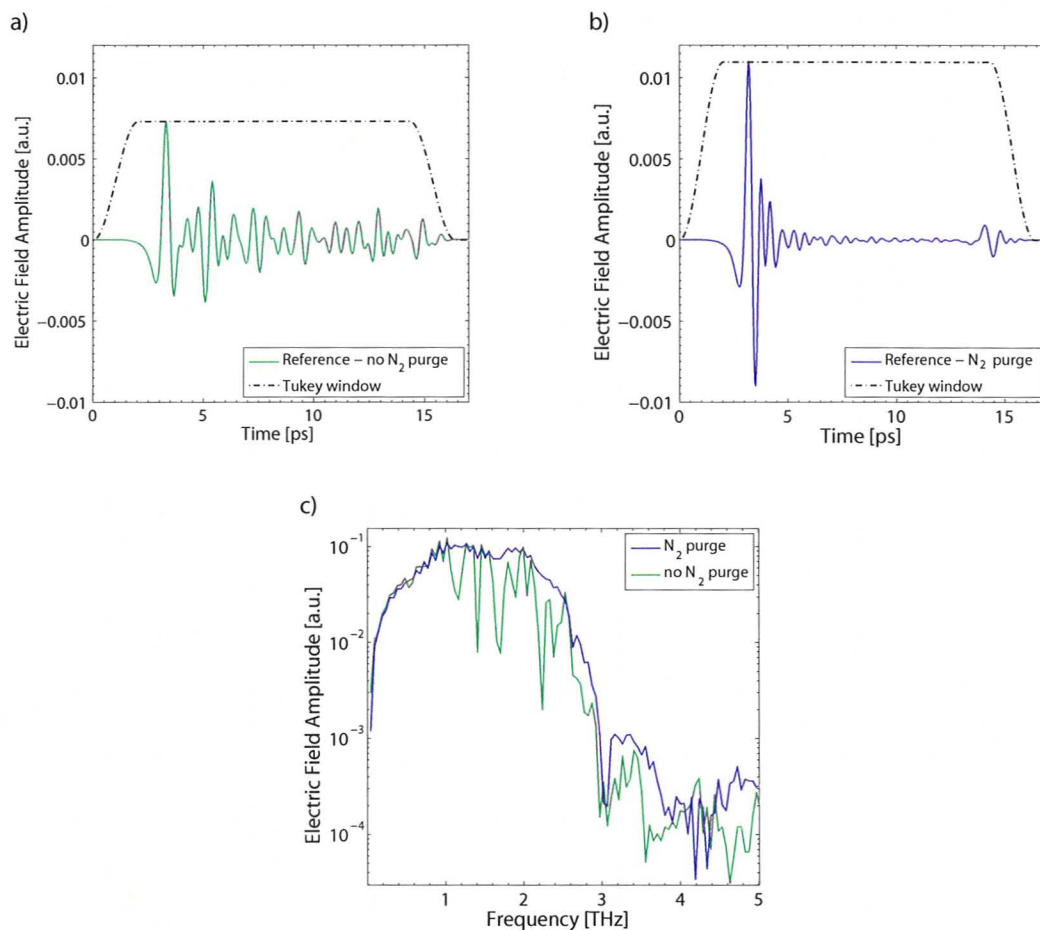 a)
Electric Field Amplitude [a.u.]
0.01
0.005
0
−0.005
−0.01
0 5 10 15
Time [ps]
Reference – no N2 purge
Tukey window
b)
Electric Field Amplitude [a.u.]
0.01
0.005
0
−0.005
−0.01
0 5 10 15
Time [ps]
Reference – N2 purge
Tukey window
c)
Electric Field Amplitude [a.u.]
10−1
10−2
10−3
10−4
1 2 3 4 5
Frequency [THz]
N2 purge
no N2 purge